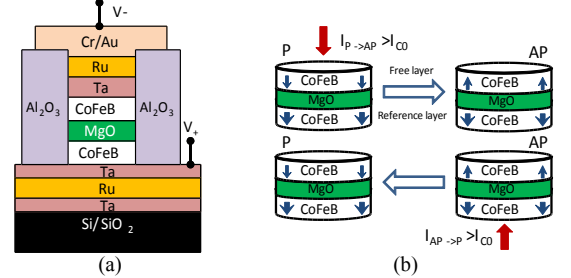 V-
Cr/Au
Ru
Ta
CoFeB
MgO
CoFeB
Al2O3
Al2O3
V+
Ta
Ru
Ta
Si/SiO2
(a)
P
IP->AP >IC0
AP
CoFeB
MgO
CoFeB
Free layer
Reference layer
CoFeB
MgO
CoFeB
P
CoFeB
MgO
CoFeB
AP
CoFeB
MgO
CoFeB
IAP->P >IC0
(b)